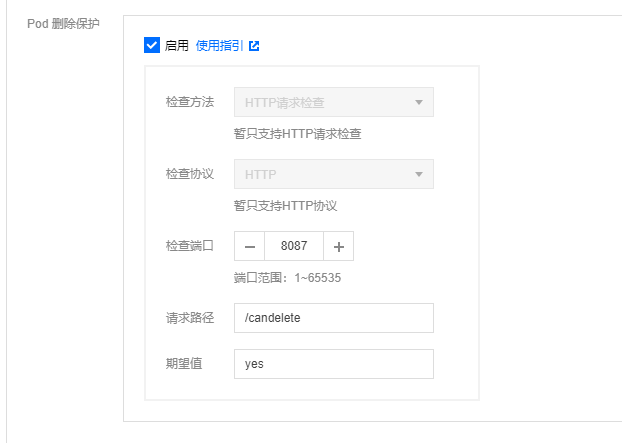 Pod 删除保护
启用 使用指引
检查方法 HTTP请求检查
暂只支持HTTP请求检查
检查协议 HTTP
暂只支持HTTP协议
检查端口 8087
端口范围：1~65535
请求路径 /candelete
期望值 yes